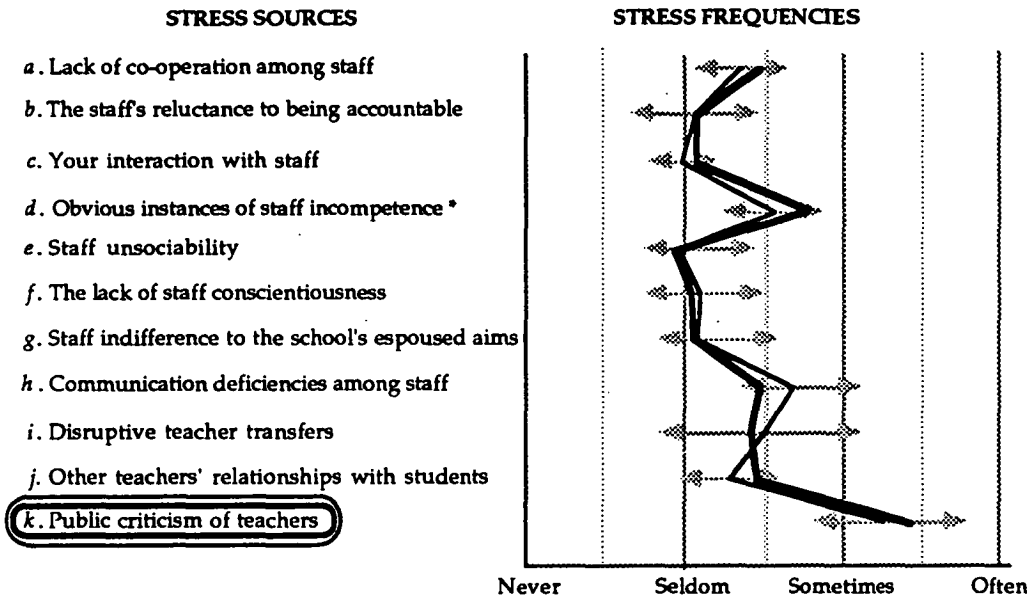 STRESS SOURCES
STRESS FREQUENCIES
a. Lack of co-operation among staff
b. The staff's reluctance to being accountable
c. Your interaction with staff
d. Obvious instances of staff incompetence *
e. Staff unsociability
f. The lack of staff conscientiousness
g. Staff indifference to the school's espoused aims
h. Communication deficiencies among staff
i. Disruptive teacher transfers
j. Other teachers' relationships with students
k. Public criticism of teachers
Never Seldom Sometimes Often